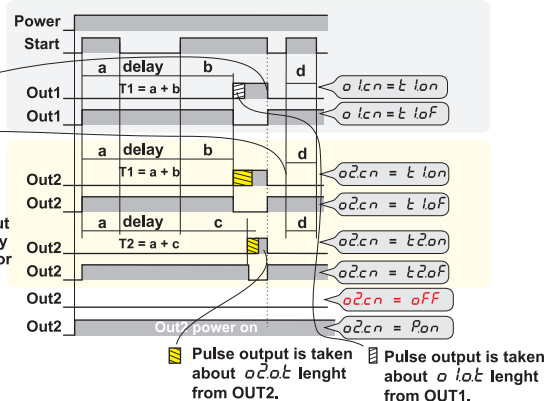 Power
Start
a delay b d
Out1 T1 = a + b o1.cn = t1.on
Out1 o1.cn = t1.oF
a delay b d
T1 = a + b
Out2 o2.cn = t1.on
Out2 o2.cn = t1.oF
a delay c d
ut
y
or
Out2 T2 = a + c o2.cn = t2.on
Out2 o2.cn = t2.oF
Out2 o2.cn = oFF
Out2 Out2 power on o2.cn = P.on
Pulse output is taken
about o2.o.t lenght
from OUT2.
Pulse output is taken
about o1.o.t lenght
from OUT1.